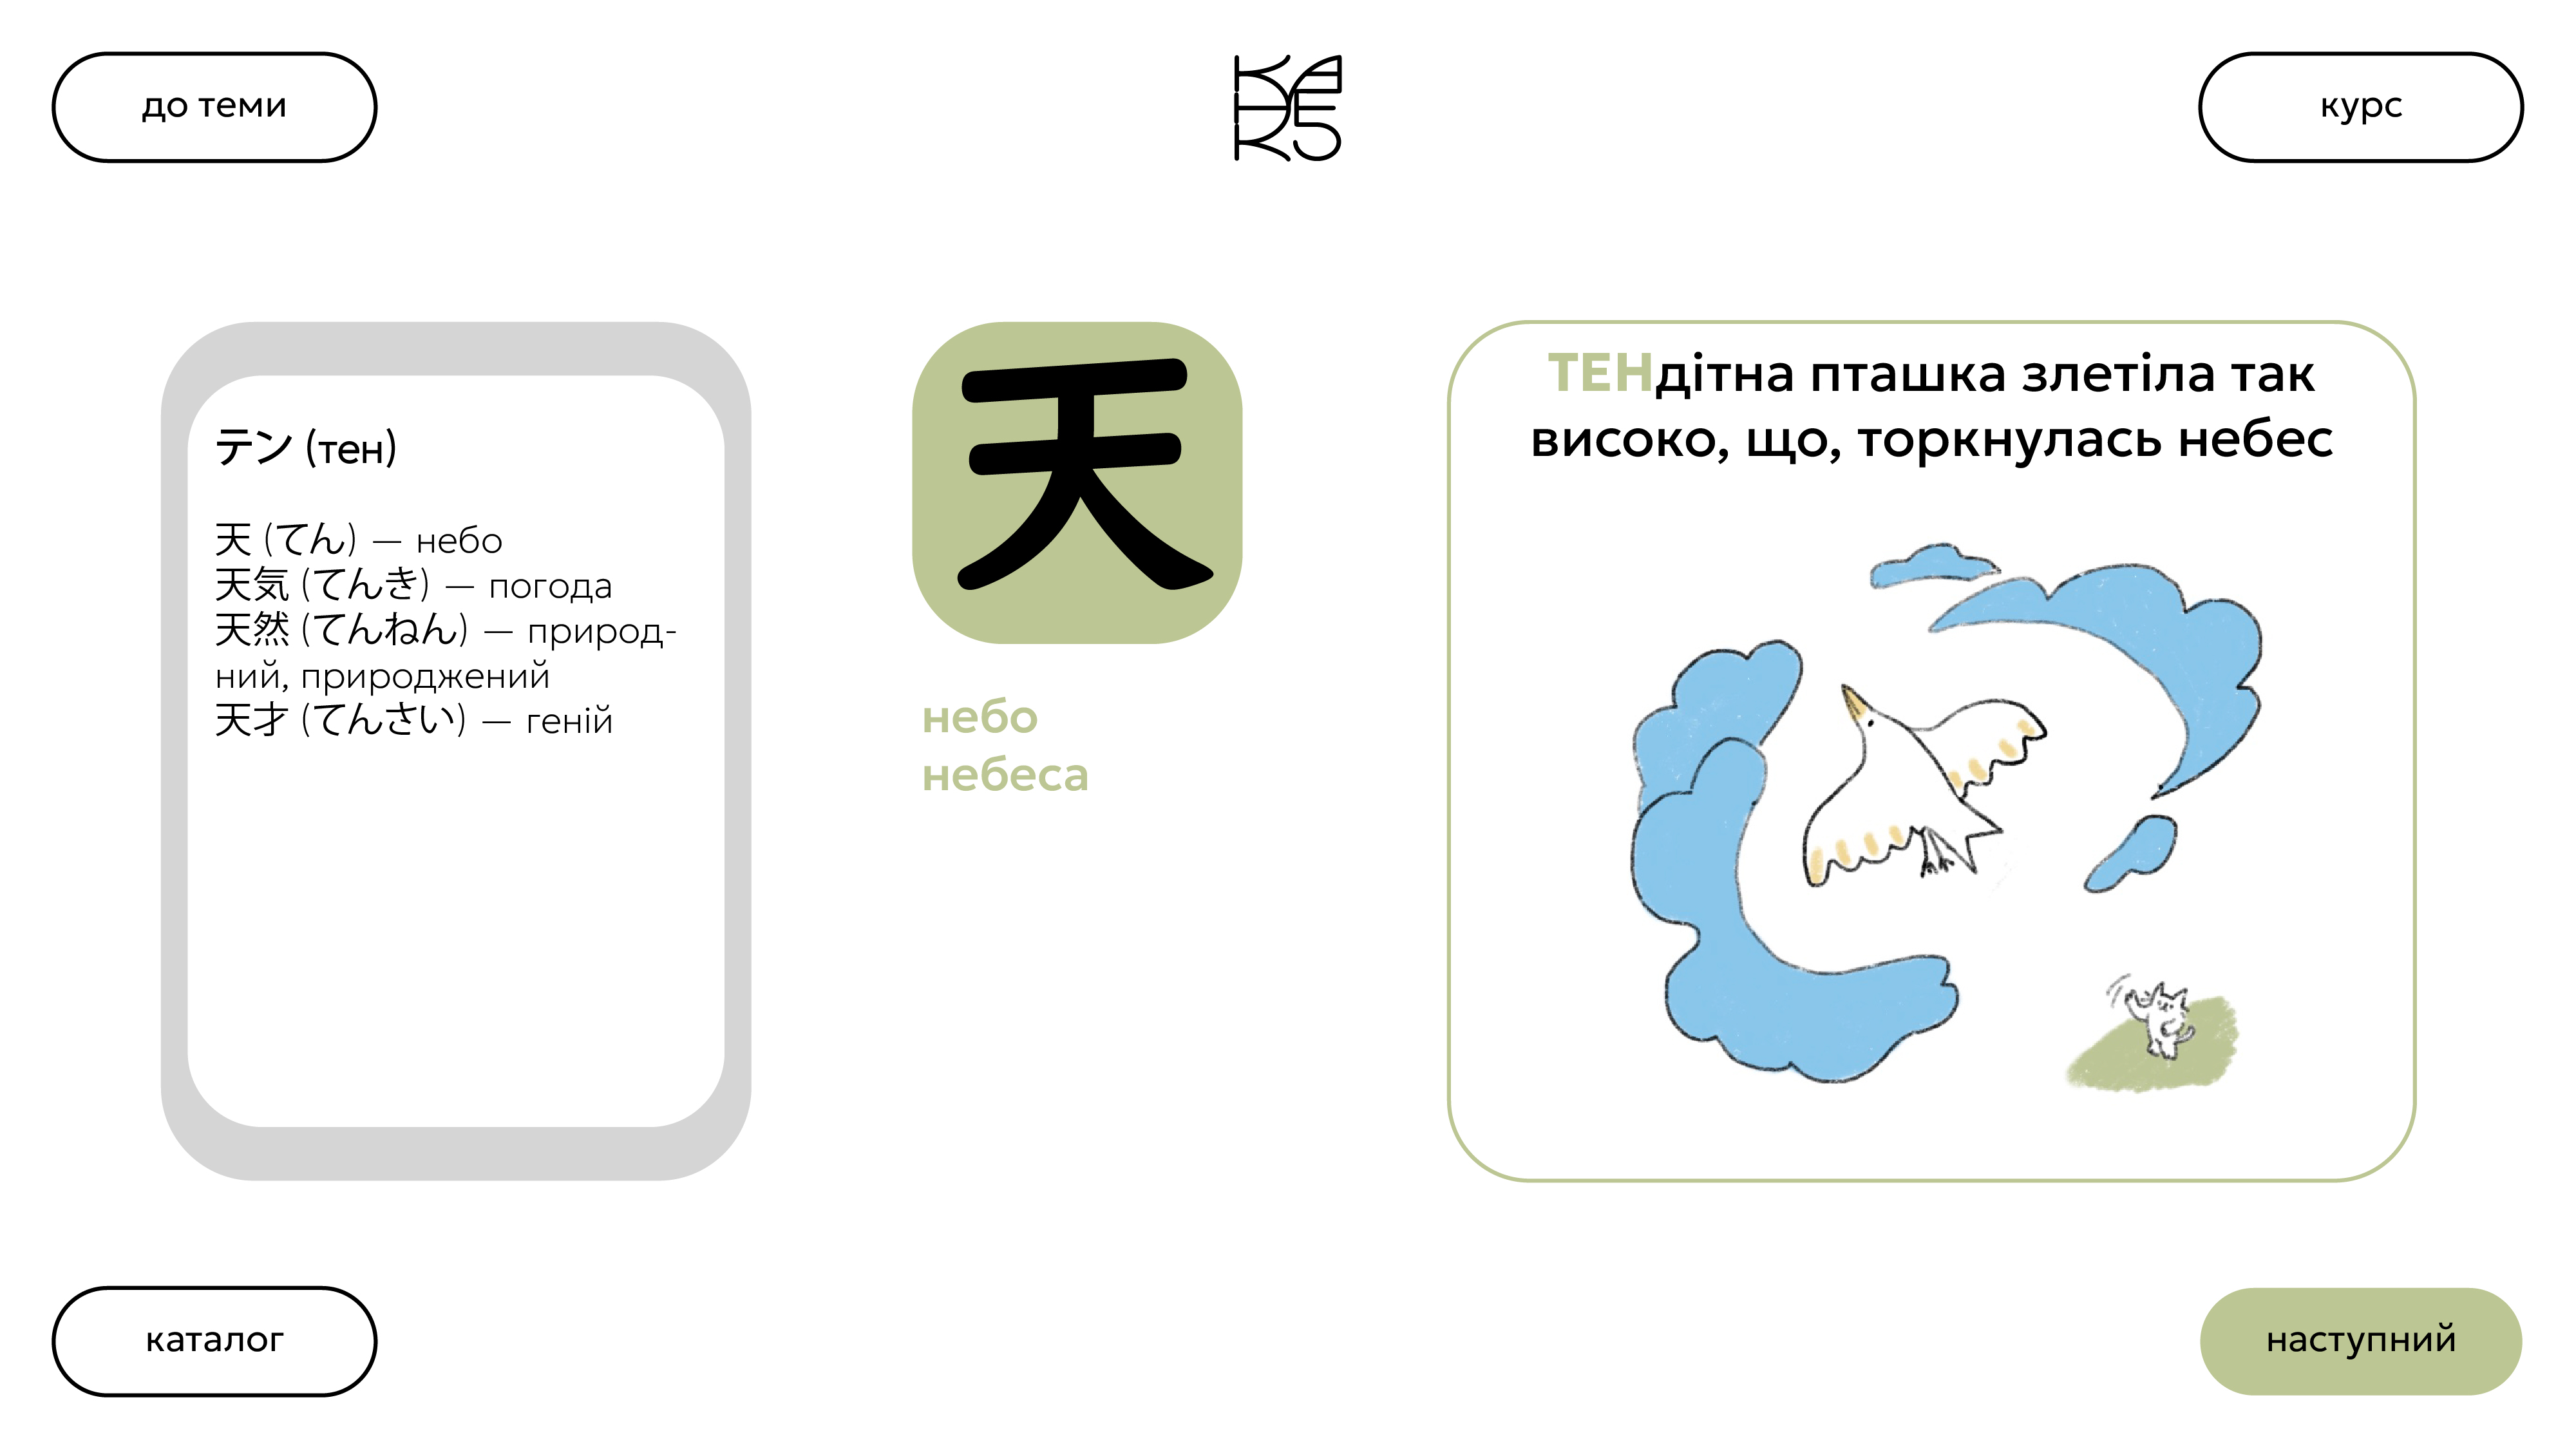 до теми
курс
テン (тен)
天 (てん) — небо
天気 (てんき) — погода
天然 (てんねん) — природ-
ний, природжений
天才 (てんさい) — геній
天
небо
небеса
ТЕНдітна пташка злетіла так
високо, що, торкнулась небес
каталог
наступний